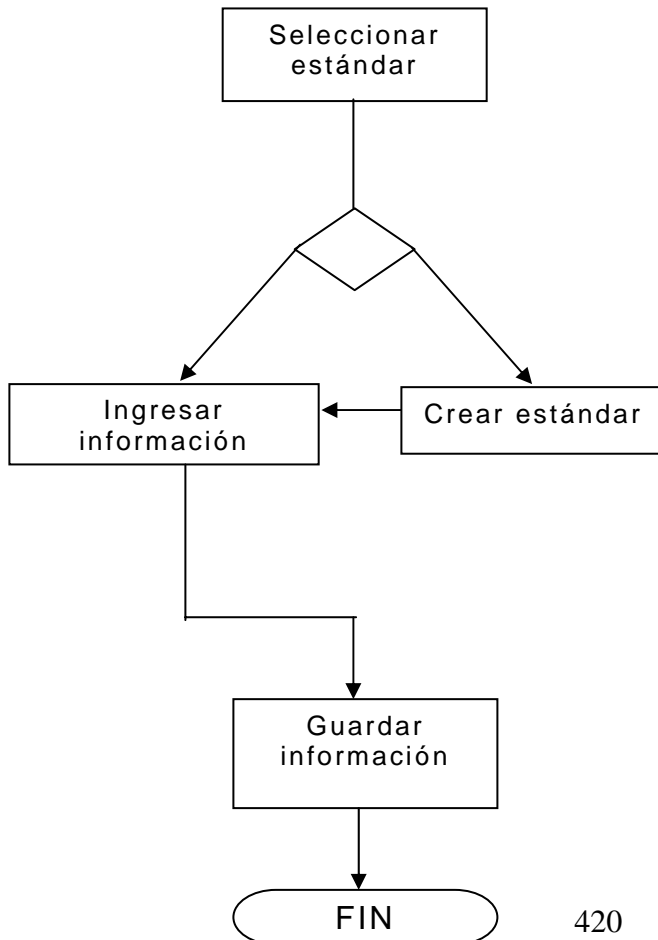 Seleccionar
estándar
Ingresar
información
Crear estándar
Guardar
información
FIN
420